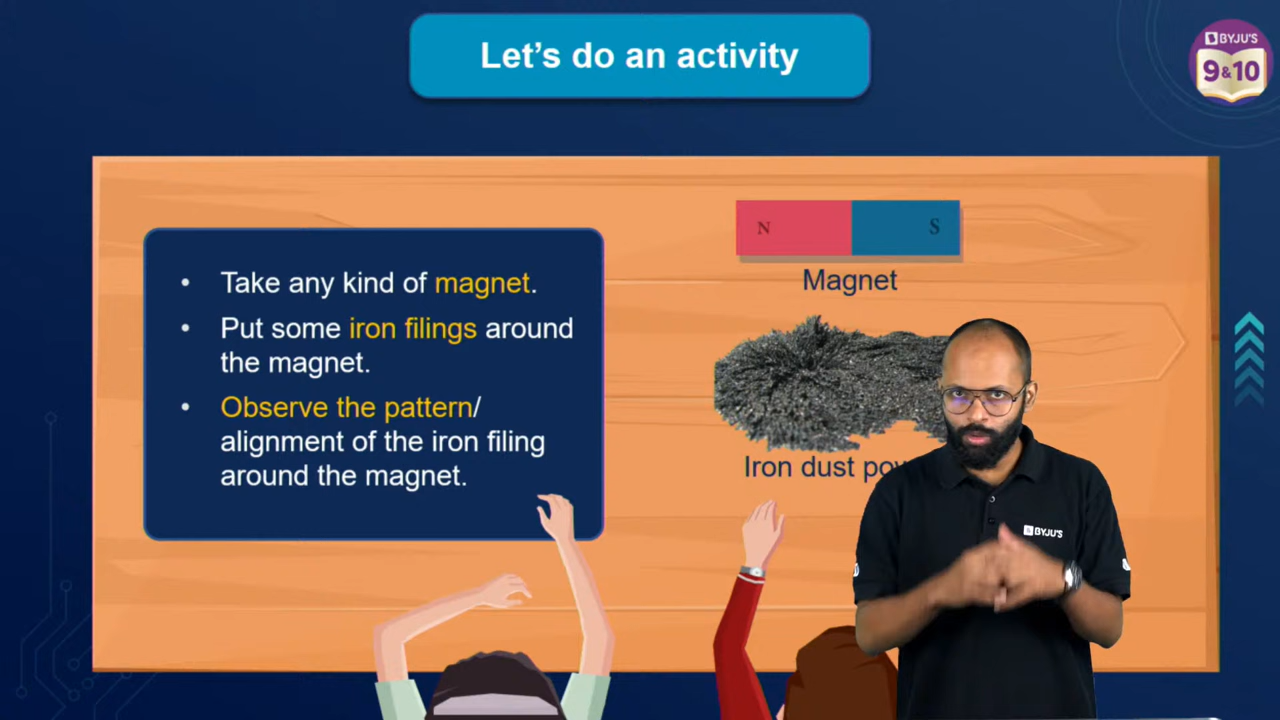 Let's do an activity
BYJU'S
9&10
• Take any kind of magnet.
• Put some iron filings around
the magnet.
• Observe the pattern/
alignment of the iron filing
around the magnet.
N S
Magnet
Iron dust
BYJU'S